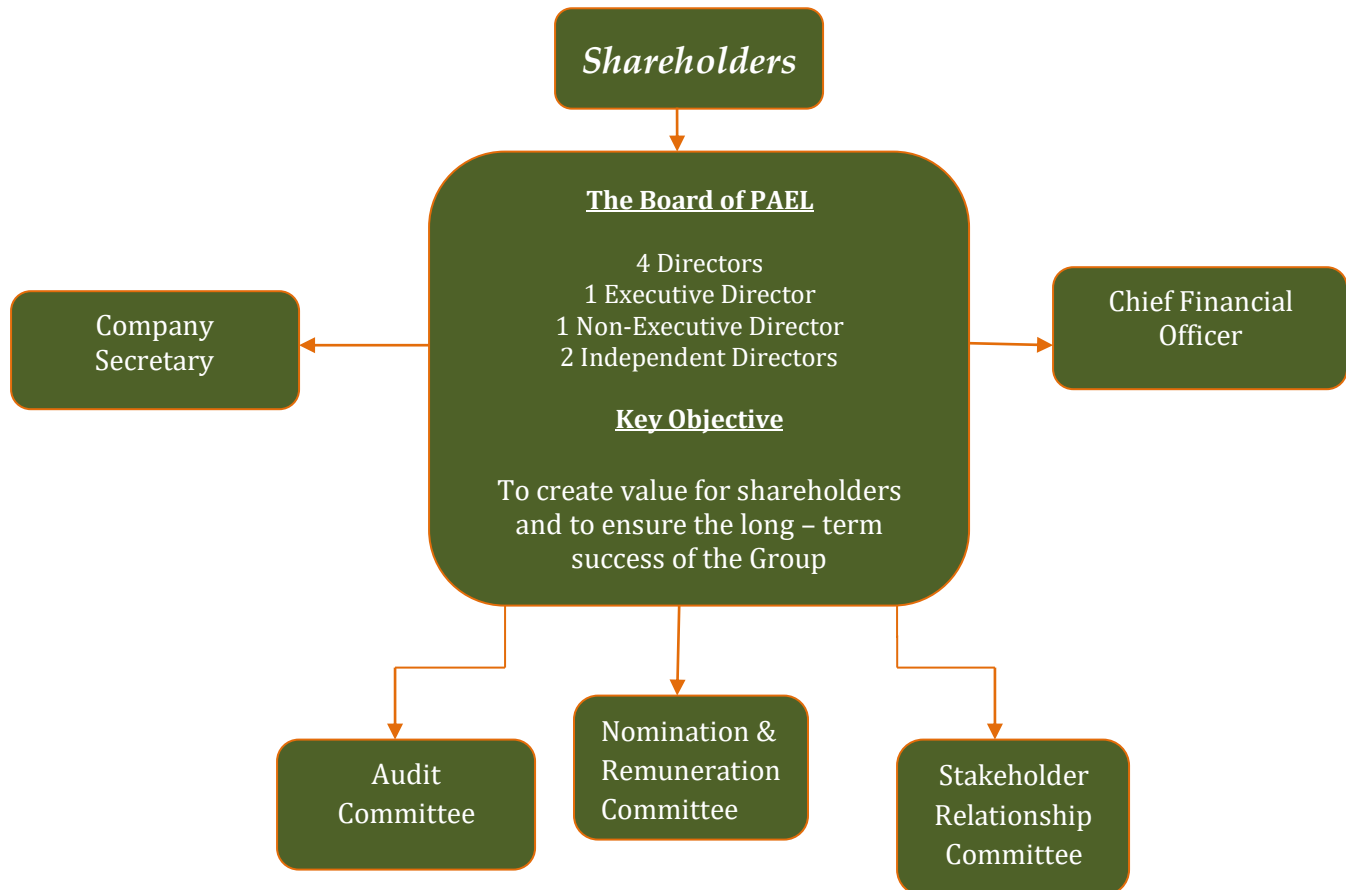 Shareholders
The Board of PAEL
4 Directors
1 Executive Director
1 Non-Executive Director
2 Independent Directors
Key Objective
To create value for shareholders
and to ensure the long – term
success of the Group
Company
Secretary
Chief Financial
Officer
Audit
Committee
Nomination &
Remuneration
Committee
Stakeholder
Relationship
Committee